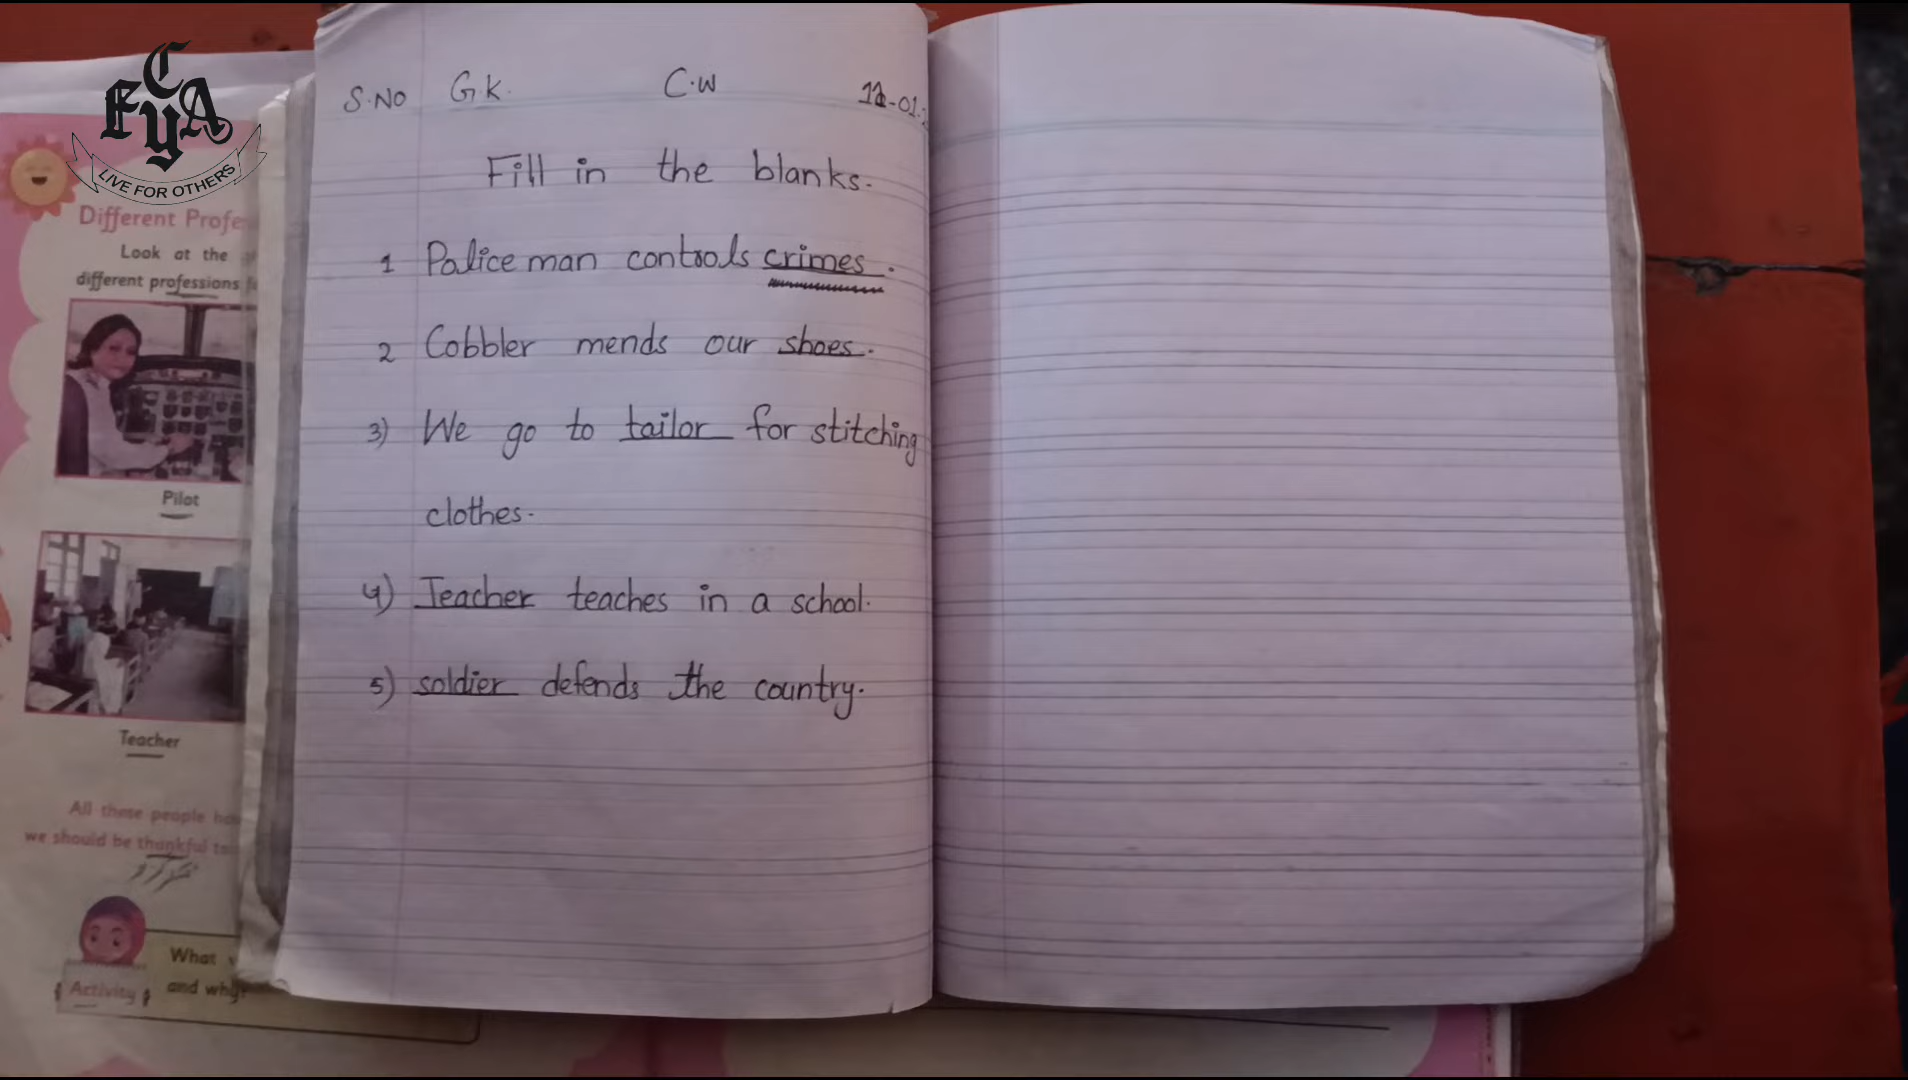 C
EYA
LIVE FOR OTHERS
S.No G.K. C.W
Fill in the blanks.
1 Police man controls crimes.
2 Cobbler mends our shoes.
3) We go to tailor for stitching
clothes.
4) Teacher teaches in a school.
5) soldier defends the country.
Different
Look at the
different professions
Pilot
Teacher
All these people
we should be thankful
What
and why?
Activity